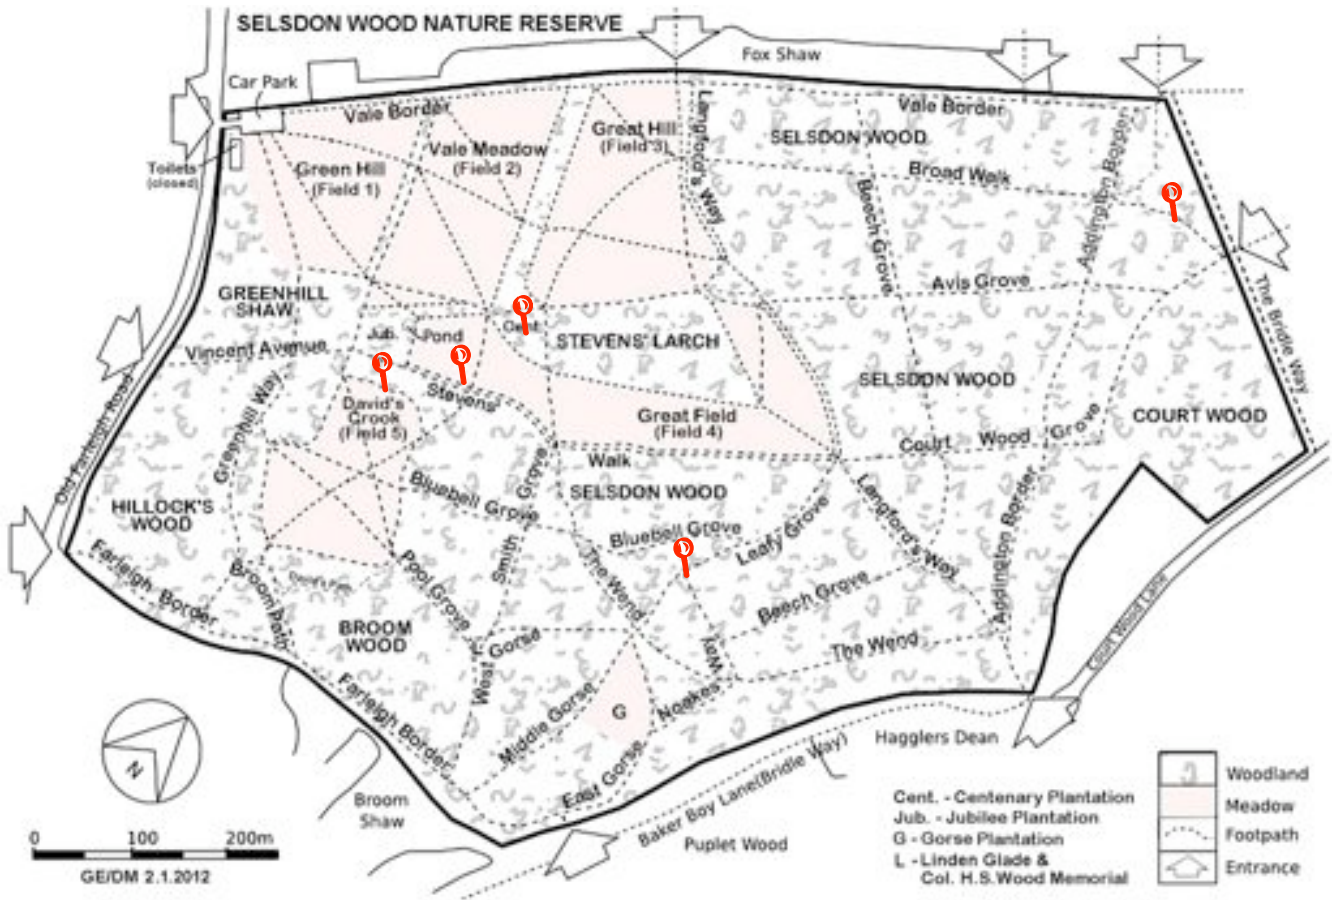 SELSDON WOOD NATURE RESERVE
Fox Shaw
Car Park
Vale Border
Vale Border
Toilets
(closed)
Green Hill
(Field 1)
Vale Meadow
(Field 2)
Great Hill
(Field 3)
Langford's Way
SELSDON WOOD
Broad Walk
Beech Grove
Addington Border
Avis Grove
The Bridle Way
GREENHILL
SHAW
Jub.
Pond
Cent.
STEVENS' LARCH
Vincent Avenue
Stevens
SELSDON WOOD
David's
Crook
(Field 5)
Great Field
(Field 4)
COURT WOOD
Court Wood Grove
Old Farleigh Road
Greenhill Way
Walk
HILLOCK'S
WOOD
Bluebell Grove
Smith Grove
SELSDON WOOD
Bluebell Grove
Leafy Grove
Langford's Way
Addington Border
Farleigh Border
Broom Path
Pool Grove
The Wend
Beech Grove
BROOM
WOOD
L
West Gorse
Way
The Wend
Court Wood Lane
Farleigh Border
Middle Gorse
G
Noakes
East Gorse
Hagglers Dean
Baker Boy Lane(Bridle Way)
Puplet Wood
Broom
Shaw
N
0 100 200m
GE/DM 2.1.2012
Cent. - Centenary Plantation
Jub. - Jubilee Plantation
G - Gorse Plantation
L - Linden Glade &
Col. H.S.Wood Memorial
Woodland
Meadow
Footpath
Entrance